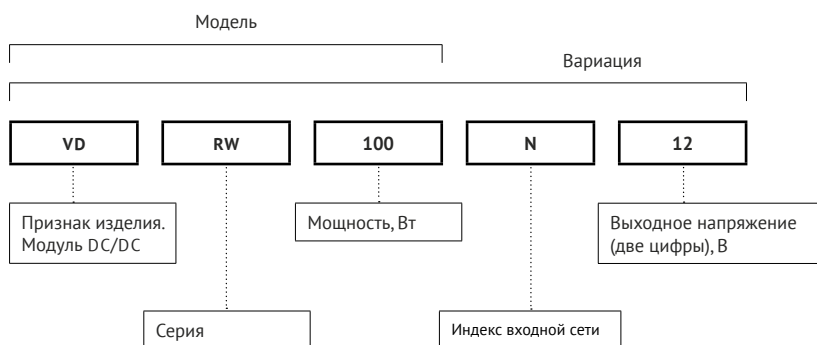 Модель
Вариация
VD RW 100 N 12
Признак изделия.
Модуль DC/DC
Мощность, Вт
Выходное напряжение
(две цифры), В
Серия
Индекс входной сети